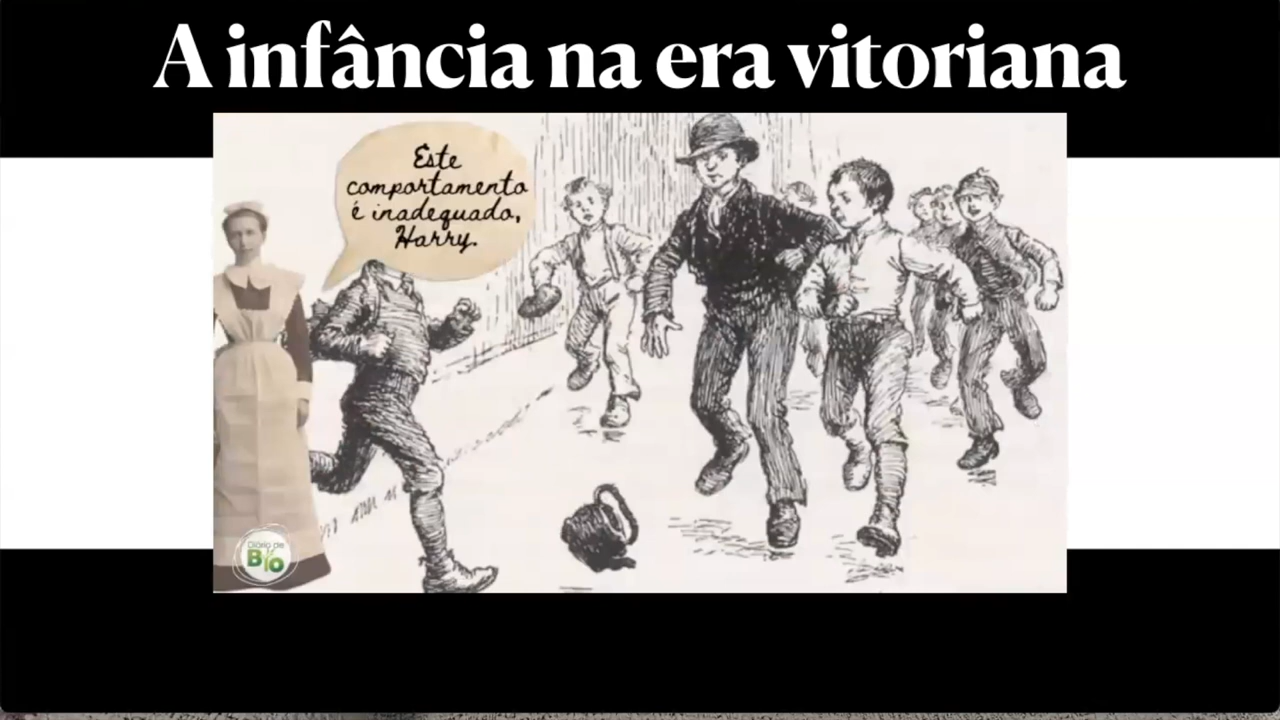 A infância na era vitoriana
Este
comportamento
é inadequado,
Harry.
Diário de
BIO